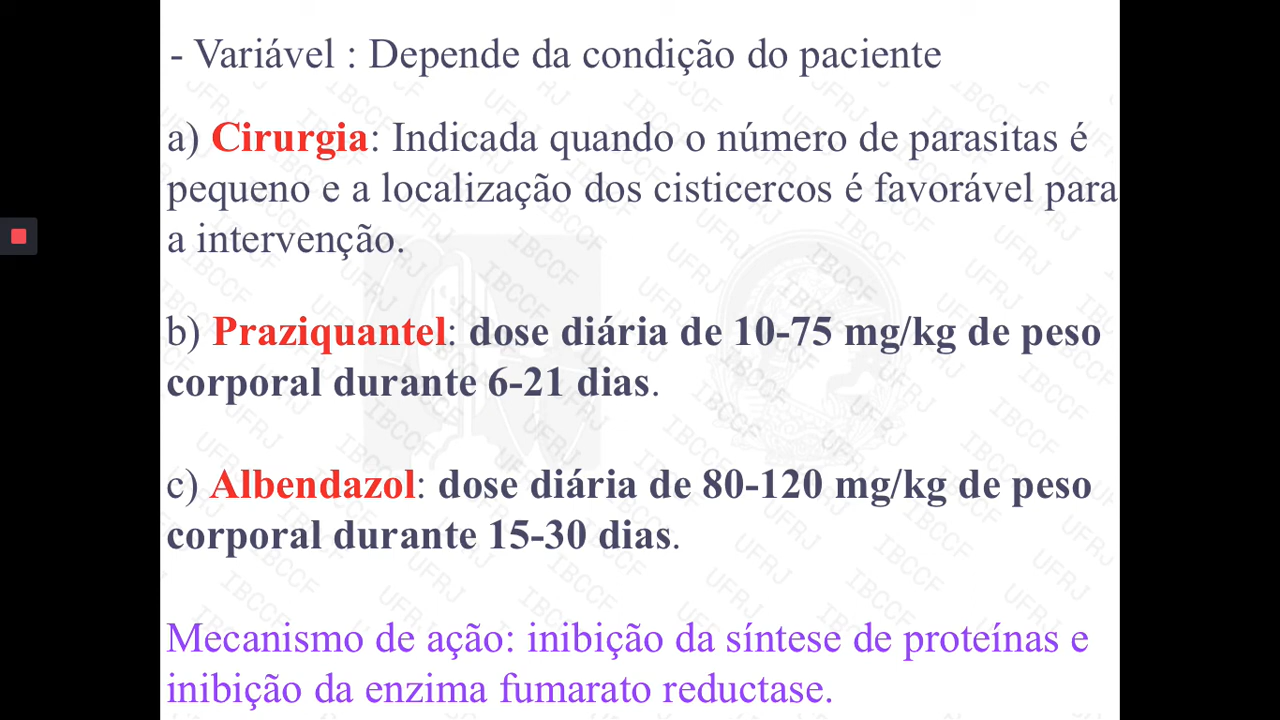 - Variável : Depende da condição do paciente
a) Cirurgia: Indicada quando o número de parasitas é
pequeno e a localização dos cisticercos é favorável para
a intervenção.
b) Praziquantel: dose diária de 10-75 mg/kg de peso
corporal durante 6-21 dias.
c) Albendazol: dose diária de 80-120 mg/kg de peso
corporal durante 15-30 dias.
Mecanismo de ação: inibição da síntese de proteínas e
inibição da enzima fumarato reductase.